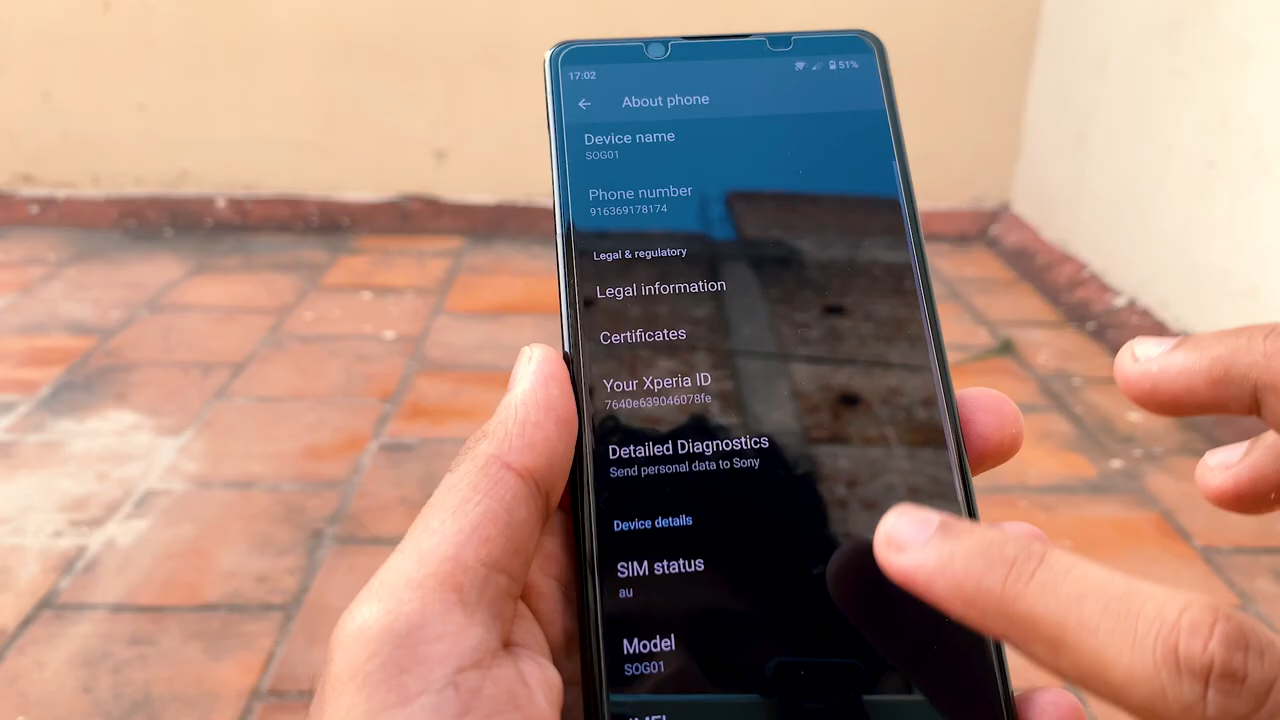 17:02
51%
About phone
Device name
SOG01
Phone number
916369178174
Legal & regulatory
Legal information
Certificates
Your Xperia ID
7640e639046078fe
Detailed Diagnostics
Send personal data to Sony
Device details
SIM status
au
Model
SOG01